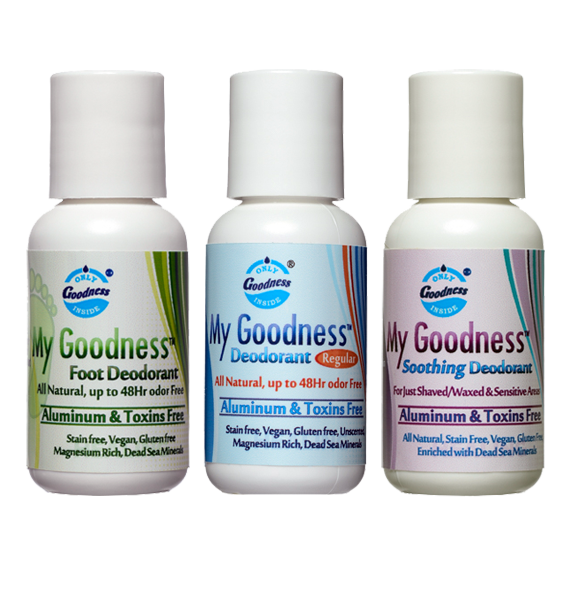 ONLY
Goodness
INSIDE
My Goodness™
Foot Deodorant
All Natural, up to 48Hr odor Free
Aluminum & Toxins Free
Stain free, Vegan, Gluten free
Magnesium Rich, Dead Sea Minerals
ONLY ®
Goodness
INSIDE
My Goodness™
Deodorant Regular
All Natural, up to 48Hr odor Free
Aluminum & Toxins Free
Stain free, Vegan, Gluten free, Unscented,
Magnesium Rich, Dead Sea Minerals
ONLY
Goodness
INSIDE
My Goodness™
Soothing Deodorant
For Just Shaved/Waxed & Sensitive Areas
Aluminum & Toxins Free
All Natural, Stain Free, Vegan, Gluten Free,
Enriched with Dead Sea Minerals